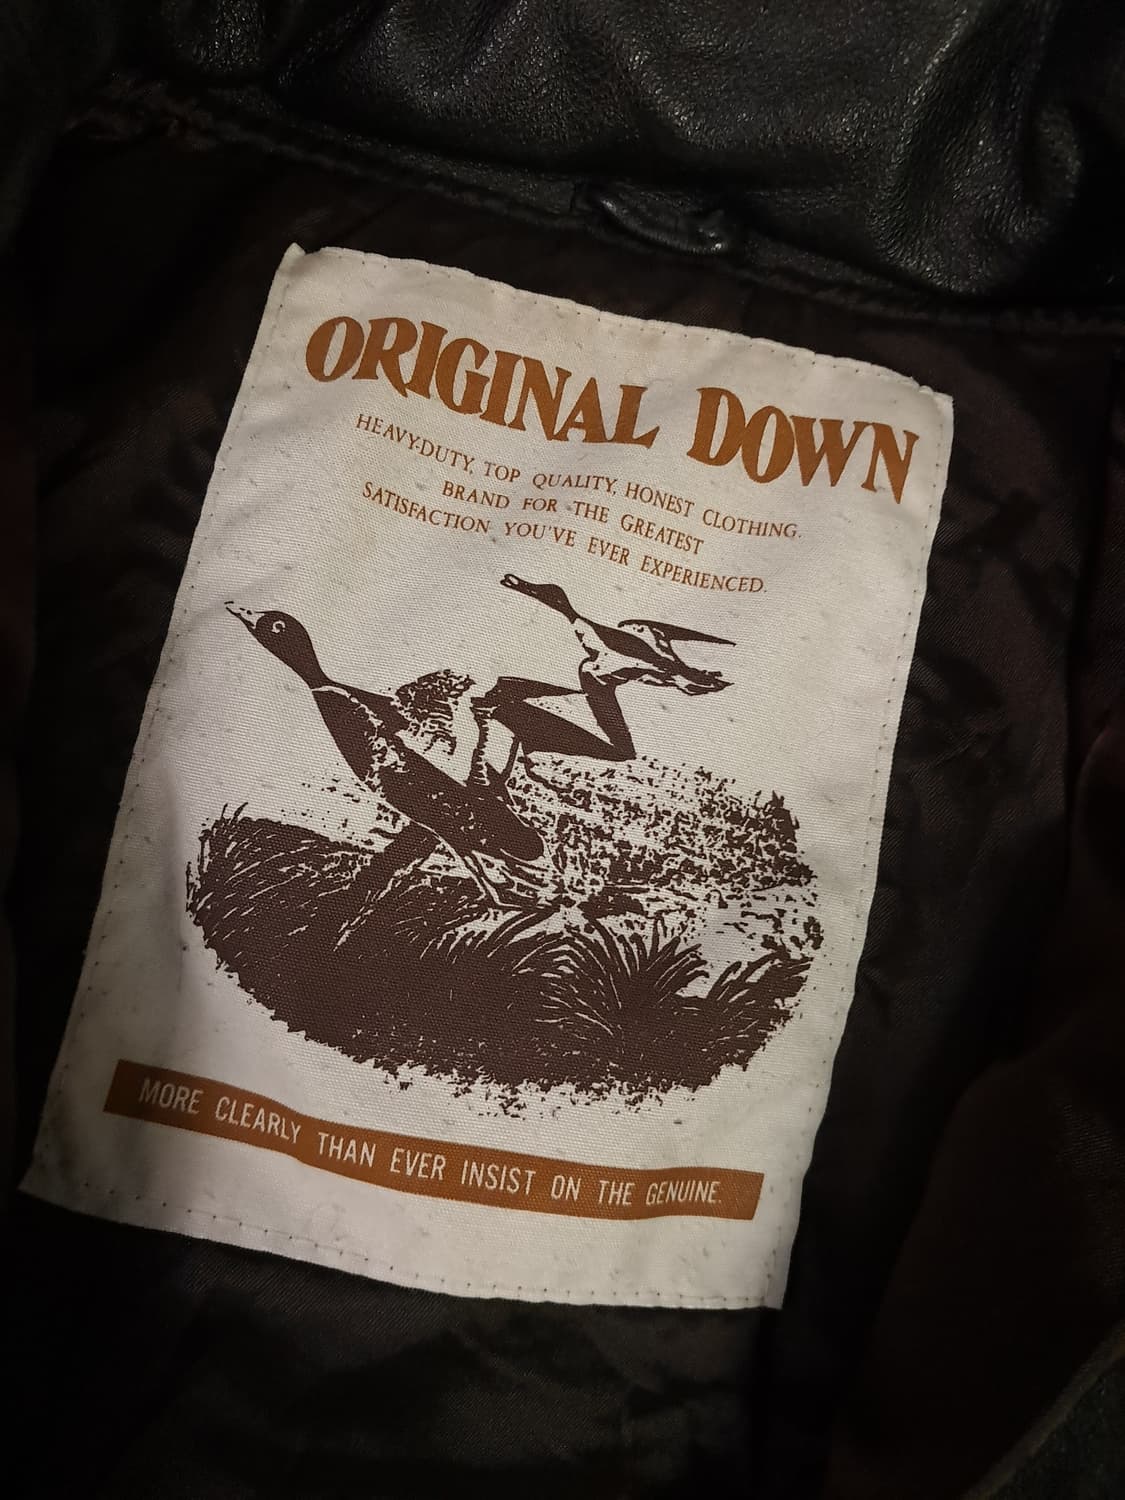 ORIGINAL DOWN
HEAVY-DUTY, TOP QUALITY, HONEST CLOTHING.
BRAND FOR THE GREATEST
SATISFACTION YOU'VE EVER EXPERIENCED.
MORE CLEARLY THAN EVER INSIST ON THE GENUINE.